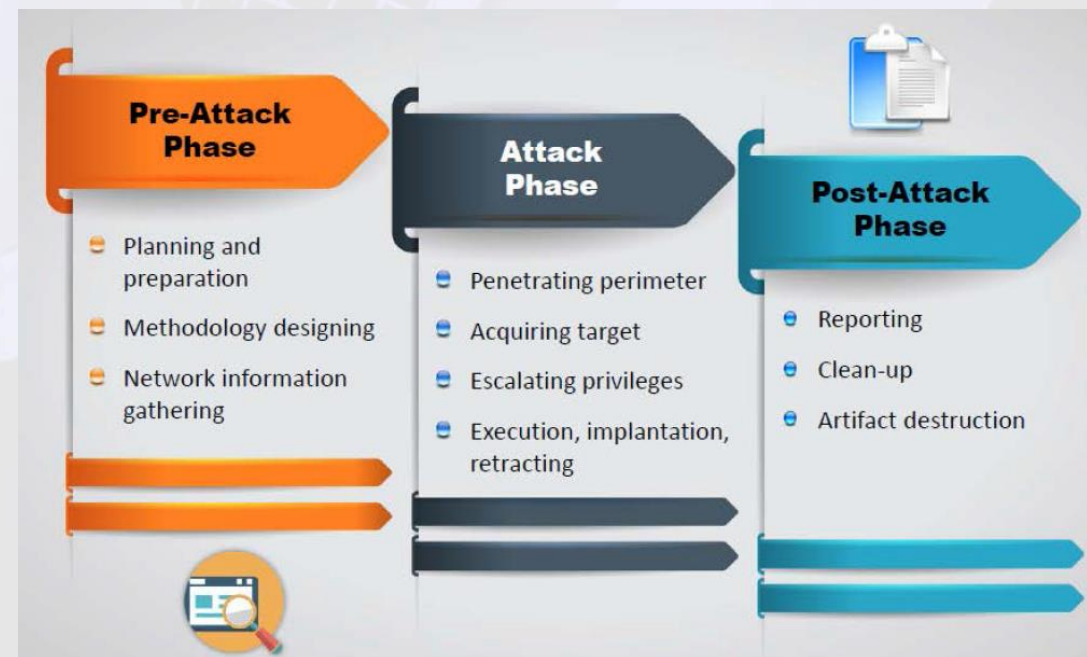 Pre-Attack
Phase
Planning and
preparation
Methodology designing
Network information
gathering
Attack
Phase
Penetrating perimeter
Acquiring target
Escalating privileges
Execution, implantation,
retracting
Post-Attack
Phase
Reporting
Clean-up
Artifact destruction